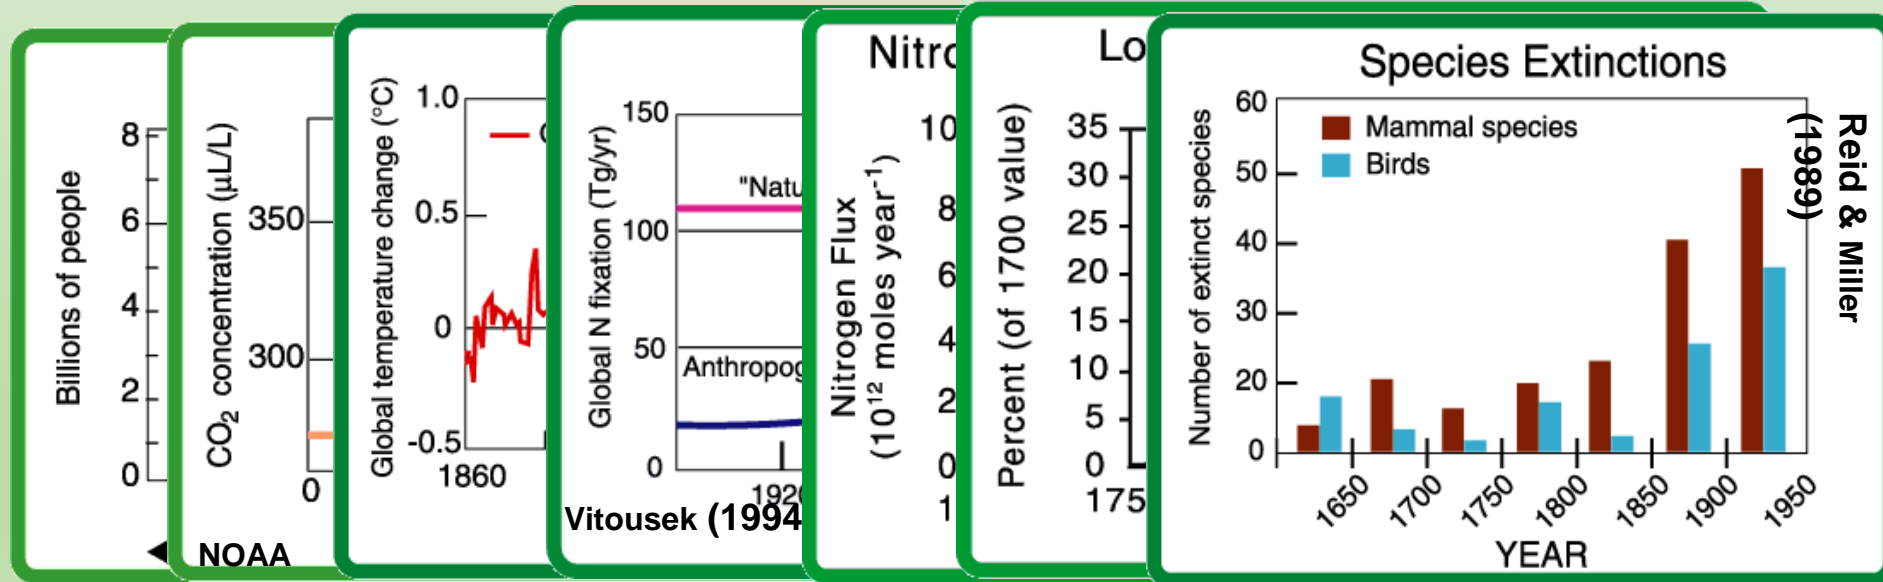 Billions of people
8
6
4
2
0
CO2 concentration (µL/L)
350
300
0
NOAA
Global temperature change (°C)
1.0
0.5
0
-0.5
1860
Global N fixation (Tg/yr)
150
100
50
0
"Natu
Anthropog
1920
Vitousek (1994
Nitro
Nitrogen Flux
(10¹² moles year⁻¹)
10
8
6
4
2
0
1
Lo
Percent (of 1700 value)
35
30
25
20
15
10
5
0
175
Species Extinctions
Mammal species
Birds
Number of extinct species
60
50
40
30
20
0
1650
1700
1750
1800
1850
1900
1950
YEAR
Reid & Miller
(1989)